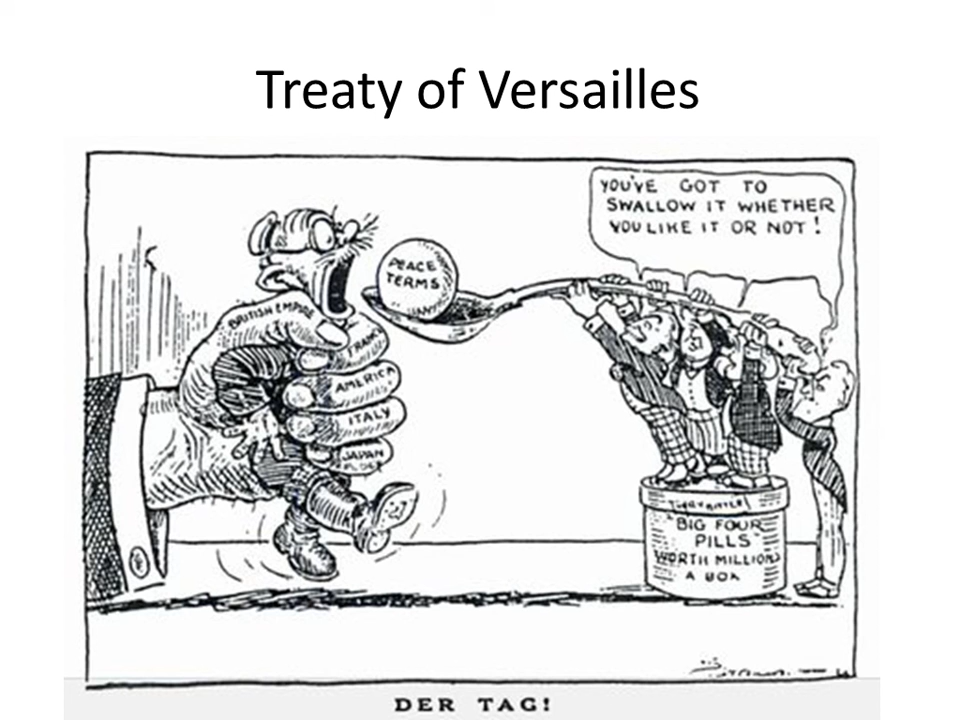 Treaty of Versailles
YOU'VE GOT TO
SWALLOW IT WHETHER
YOU LIKE IT OR NOT!
PEACE
TERMS
BRITISH EMPIRE
FRANCE
AMERICA
ITALY
JAPAN
"BIG FOUR
PILLS"
WORTH MILLIONS
A BOX
DER TAG!